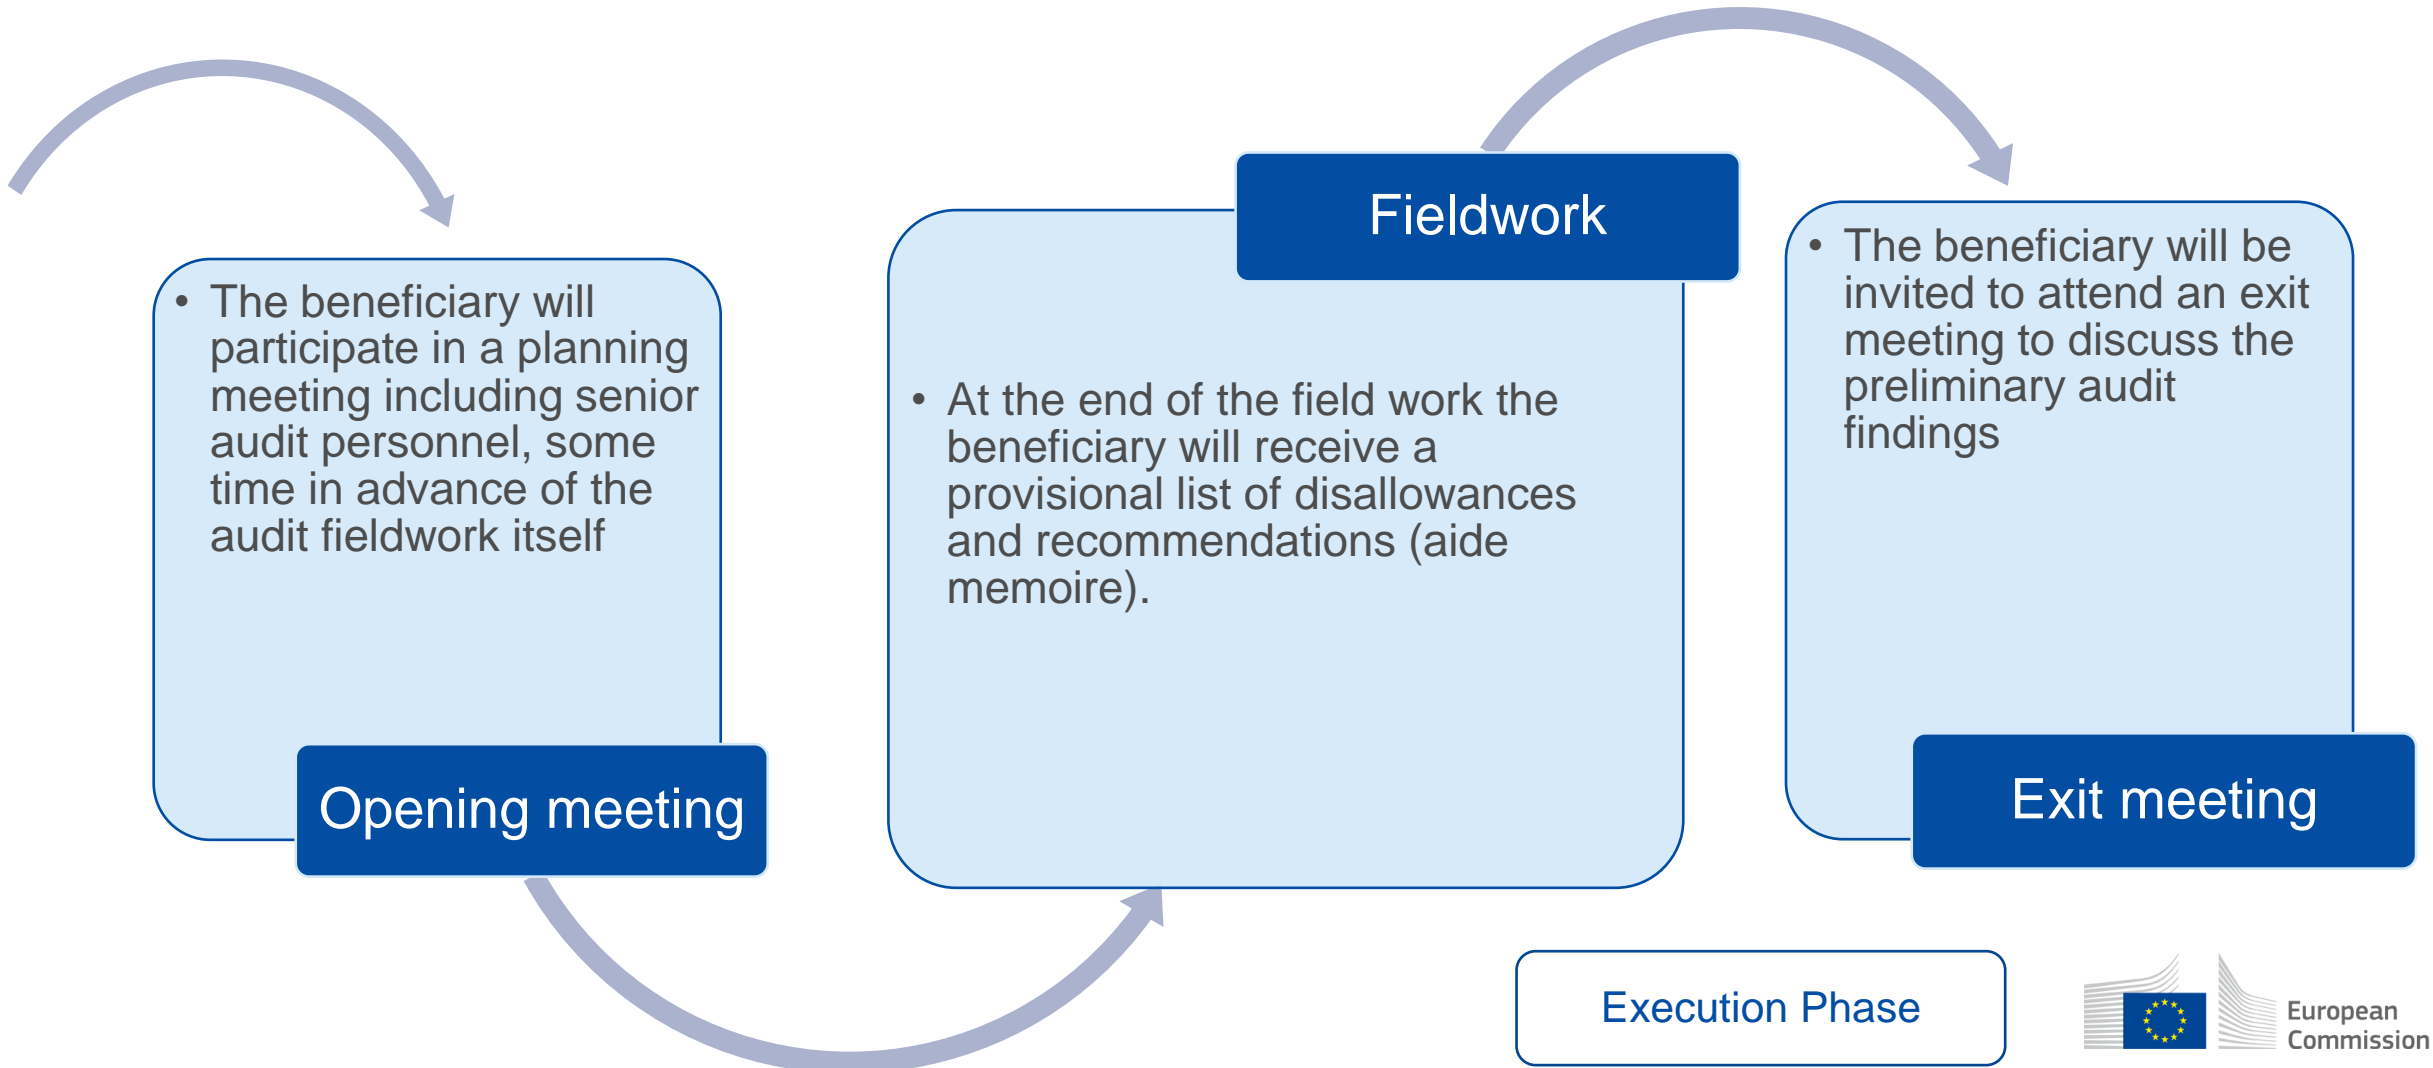 • The beneficiary will
participate in a planning
meeting including senior
audit personnel, some
time in advance of the
audit fieldwork itself
Opening meeting
Fieldwork
• At the end of the field work the
beneficiary will receive a
provisional list of disallowances
and recommendations (aide
memoire).
• The beneficiary will be
invited to attend an exit
meeting to discuss the
preliminary audit
findings
Exit meeting
Execution Phase
European
Commission